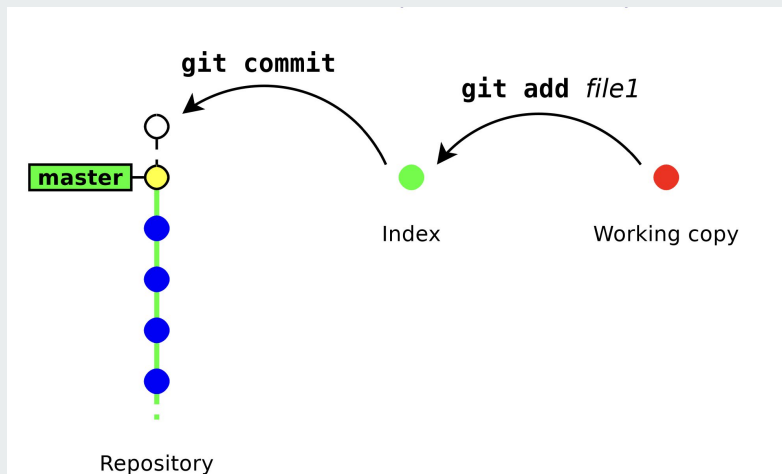 git commit
git add file1
master
Index
Working copy
Repository